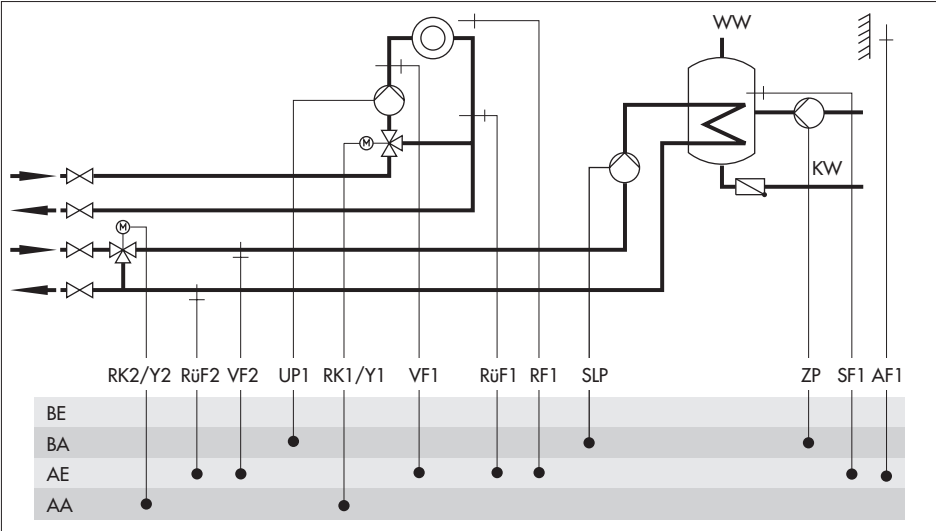 WW
M
KW
M
RK2/Y2 RüF2 VF2 UP1 RK1/Y1 VF1 RüF1 RF1 SLP ZP SF1 AF1
BE
BA
AE
AA